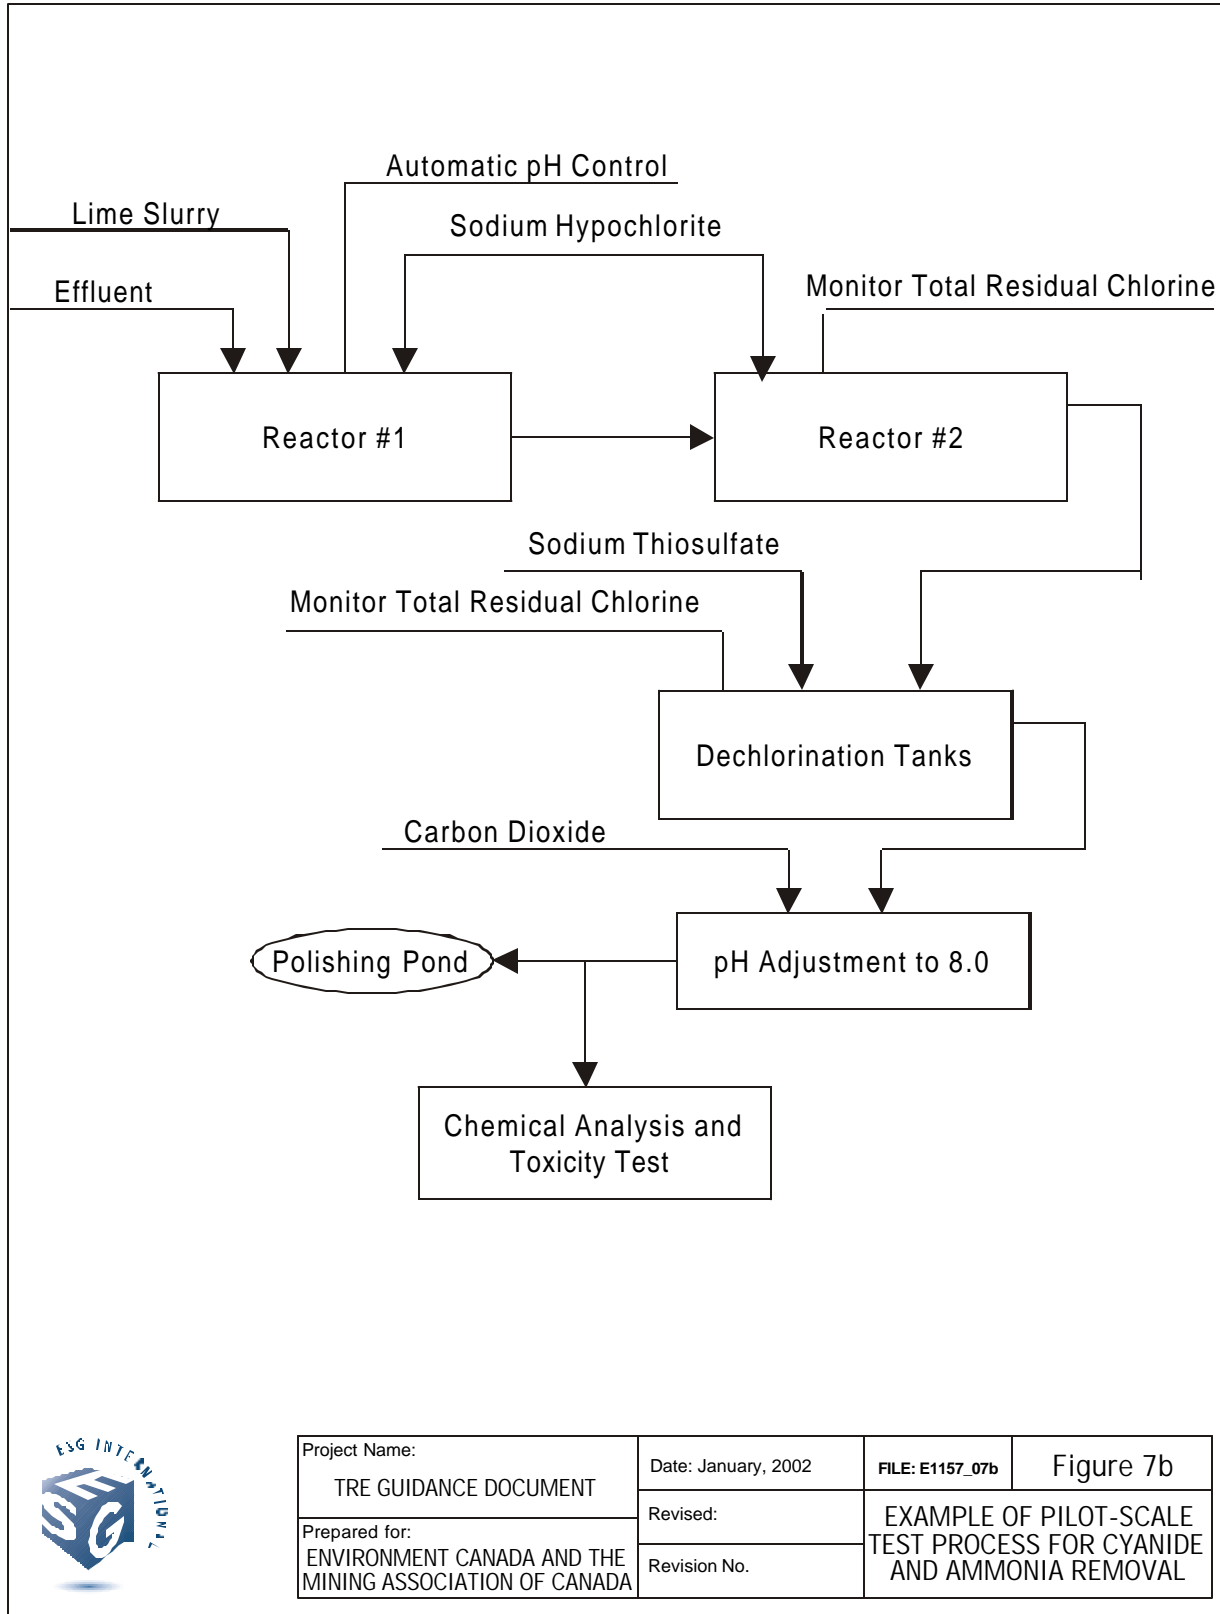 Automatic pH Control
Lime Slurry
Sodium Hypochlorite
Effluent
Monitor Total Residual Chlorine
Reactor #1
Reactor #2
Sodium Thiosulfate
Monitor Total Residual Chlorine
Dechlorination Tanks
Carbon Dioxide
Polishing Pond
pH Adjustment to 8.0
Chemical Analysis and
Toxicity Test
ESG INTERNATIONAL
ESG
Project Name:
TRE GUIDANCE DOCUMENT
Prepared for:
ENVIRONMENT CANADA AND THE
MINING ASSOCIATION OF CANADA
Date: January, 2002
Revised:
Revision No.
FILE: E1157_07b
Figure 7b
EXAMPLE OF PILOT-SCALE
TEST PROCESS FOR CYANIDE
AND AMMONIA REMOVAL